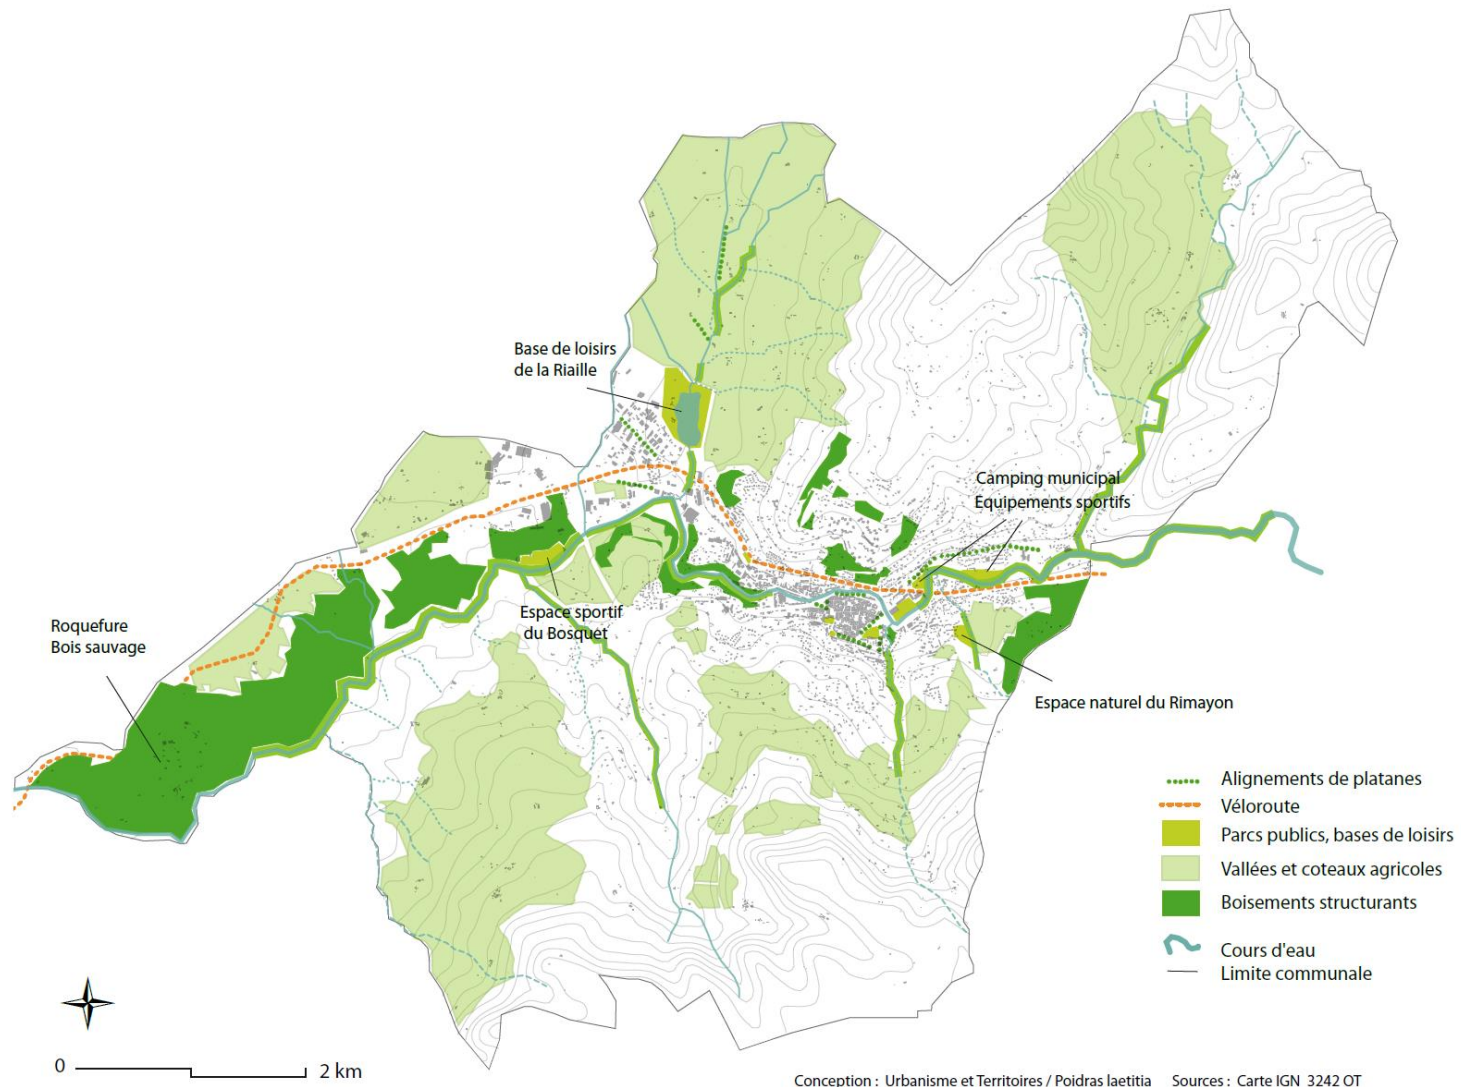 Base de loisirs
de la Riaille
Camping municipal
Equipements sportifs
Espace sportif
du Bosquet
Roquefure
Bois sauvage
Espace naturel du Rimayon
Alignements de platanes
Véloroute
Parcs publics, bases de loisirs
Vallées et coteaux agricoles
Boisements structurants
Cours d'eau
Limite communale
0 2 km
Conception : Urbanisme et Territoires / Poidras laetitia Sources : Carte IGN 3242 OT